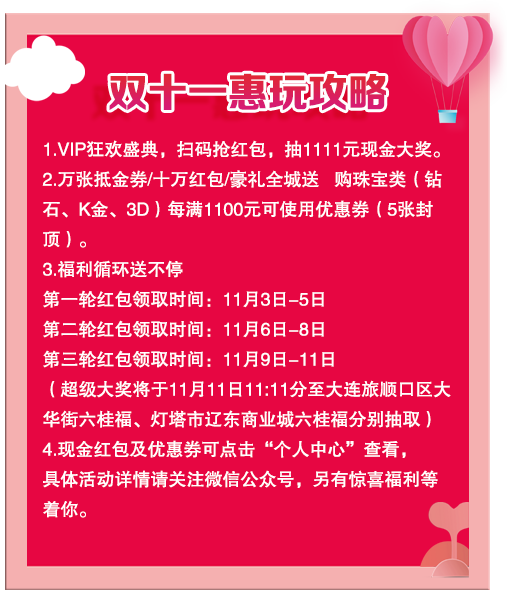 双十一惠玩攻略
1.VIP狂欢盛典，扫码抢红包，抽1111元现金大奖。
2.万张抵金券/十万红包/豪礼全城送 购珠宝类（钻
石、K金、3D）每满1100元可使用优惠券（5张封
顶）。
3.福利循环送不停
第一轮红包领取时间：11月3日-5日
第二轮红包领取时间：11月6日-8日
第三轮红包领取时间：11月9日-11日
（超级大奖将于11月11日11:11分至大连旅顺口区大
华街六桂福、灯塔市辽东商业城六桂福分别抽取）
4.现金红包及优惠券可点击“个人中心”查看，
具体活动详情请关注微信公众号，另有惊喜福利等
着你。